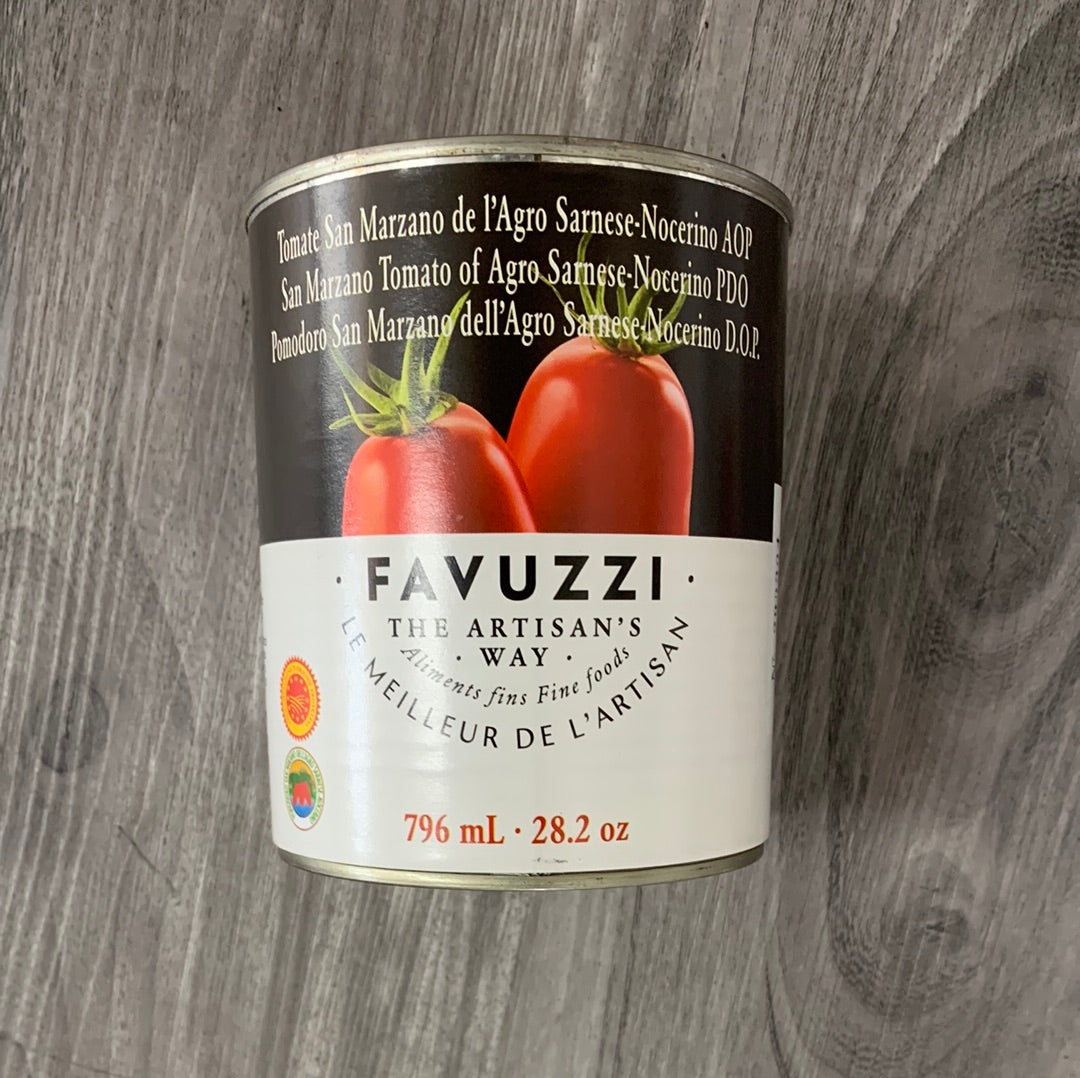 Tomate San Marzano de l'Agro Sarnese-Nocerino AOP
San Marzano Tomato of Agro Sarnese-Nocerino PDO
Pomodoro San Marzano dell'Agro Sarnese-Nocerino D.O.P.
· FAVUZZI ·
THE ARTISAN'S
· WAY ·
Aliments fins Fine foods
LE MEILLEUR DE L'ARTISAN
796 mL · 28.2 oz